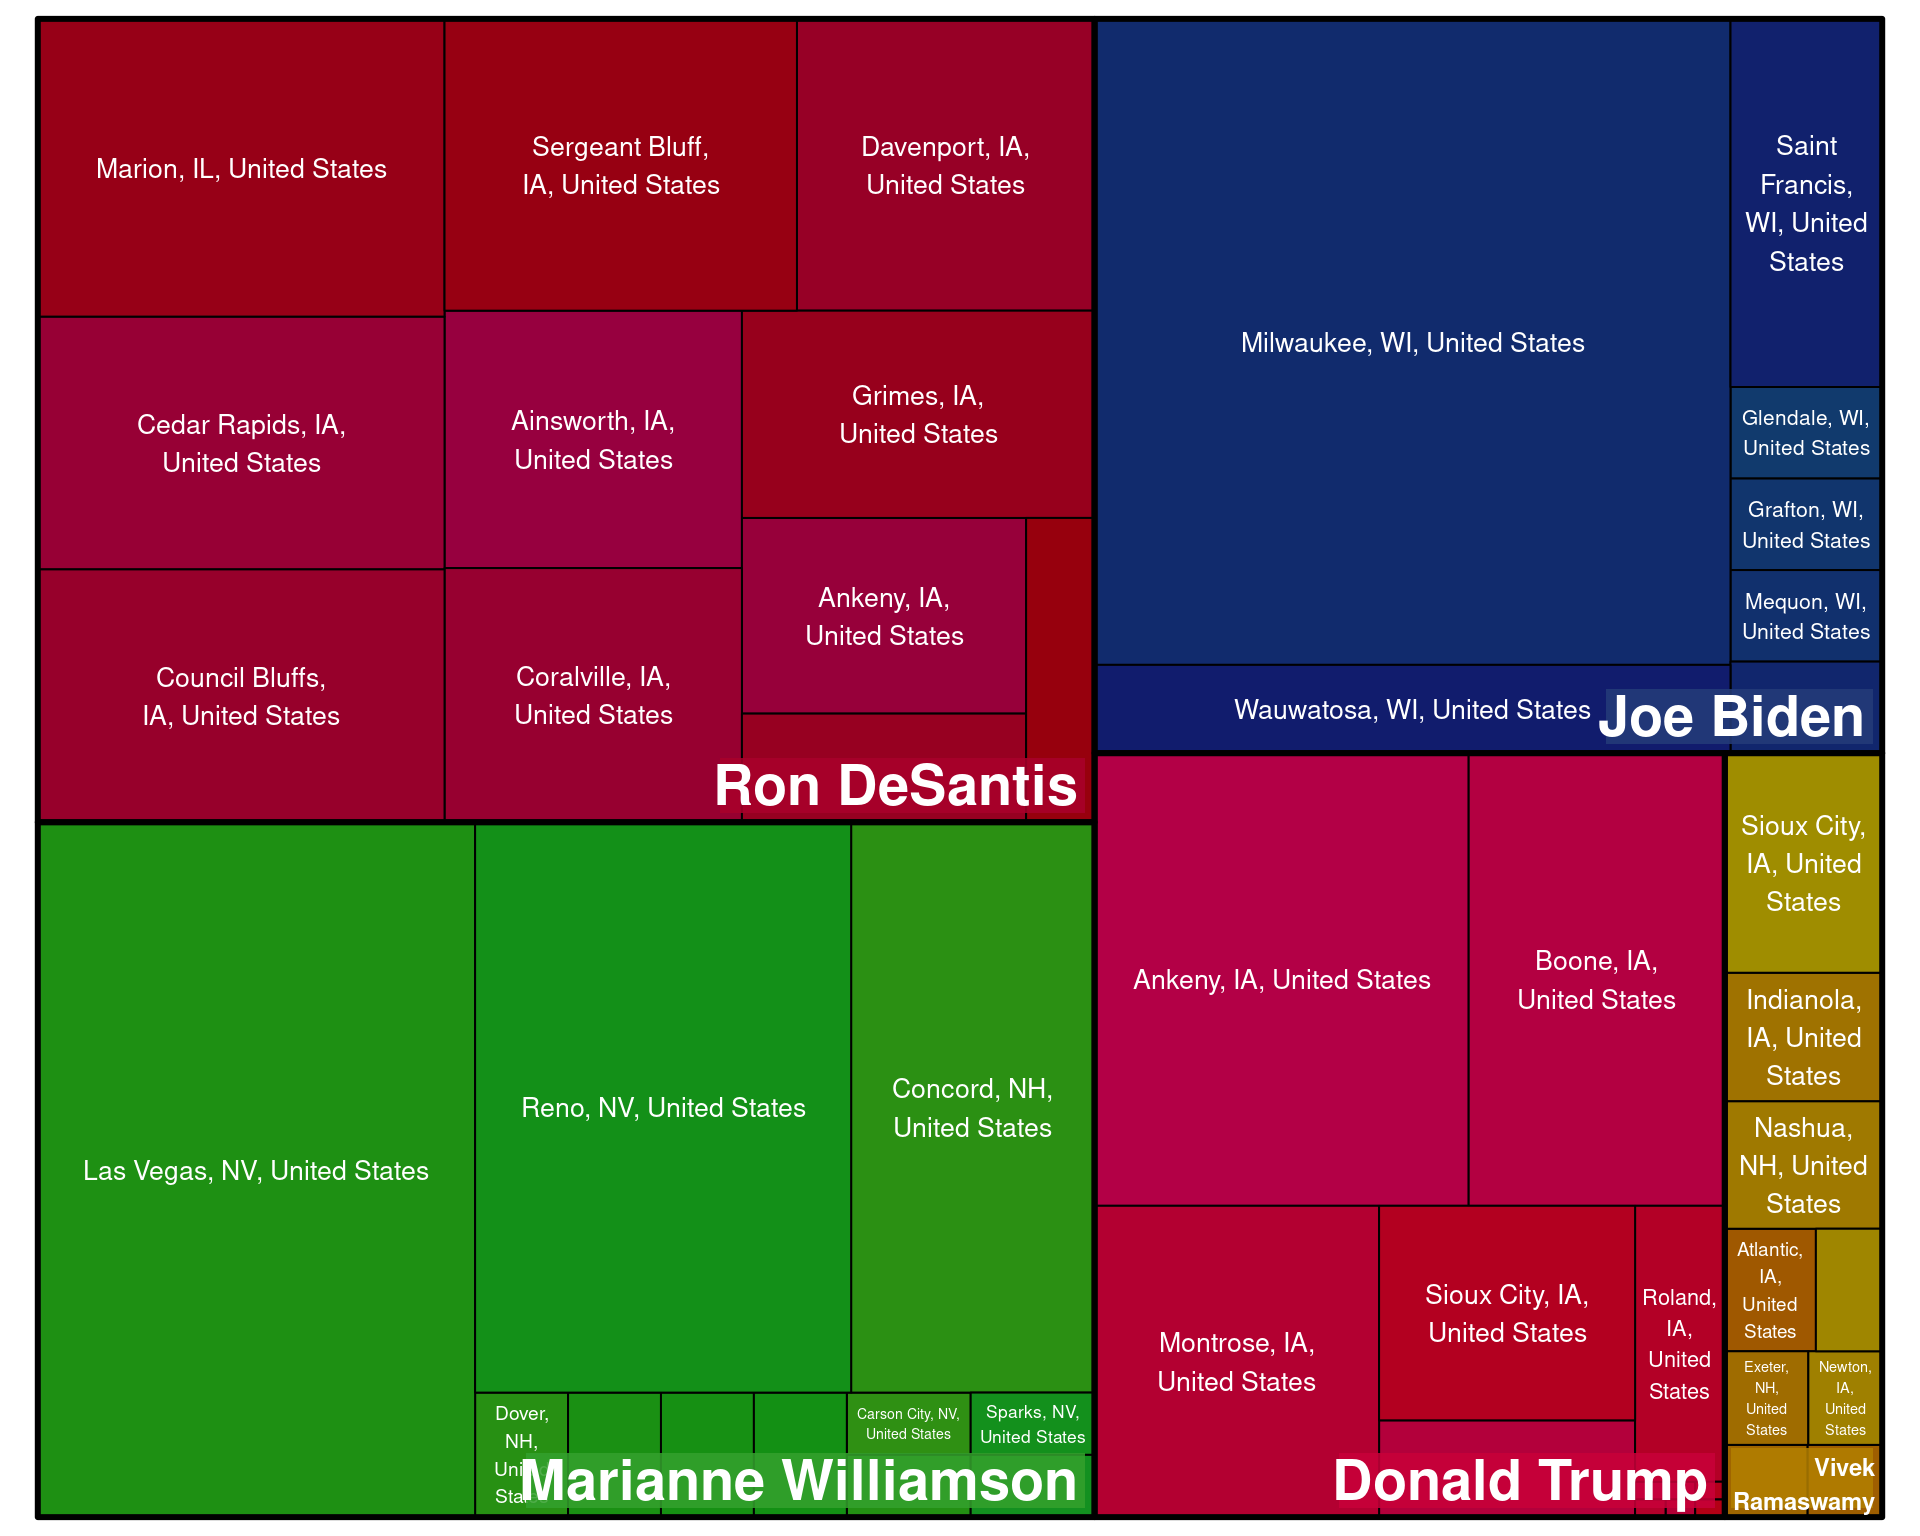 Marion, IL, United States
Sergeant Bluff,
IA, United States
Davenport, IA,
United States
Cedar Rapids, IA,
United States
Ainsworth, IA,
United States
Grimes, IA,
United States
Ankeny, IA,
United States
Council Bluffs,
IA, United States
Coralville, IA,
United States
Ron DeSantis
Milwaukee, WI, United States
Saint
Francis,
WI, United
States
Glendale, WI,
United States
Grafton, WI,
United States
Mequon, WI,
United States
Wauwatosa, WI, United States
Joe Biden
Las Vegas, NV, United States
Reno, NV, United States
Concord, NH,
United States
Dover,
NH,
United
States
Carson City, NV,
United States
Sparks, NV,
United States
Marianne Williamson
Ankeny, IA, United States
Boone, IA,
United States
Montrose, IA,
United States
Sioux City, IA,
United States
Roland,
IA,
United
States
Donald Trump
Sioux City,
IA, United
States
Indianola,
IA, United
States
Nashua,
NH, United
States
Atlantic,
IA,
United
States
Exeter,
NH,
United
States
Newton,
IA,
United
States
Vivek
Ramaswamy